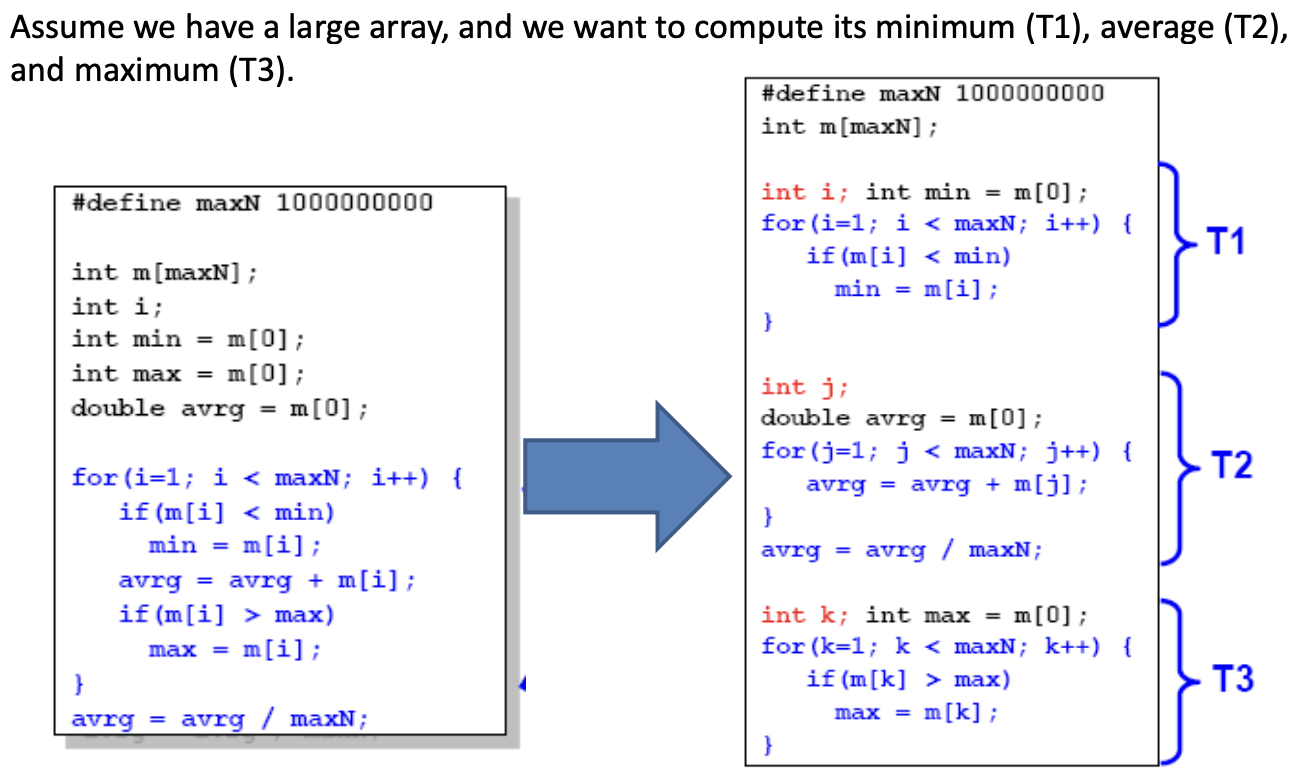 Assume we have a large array, and we want to compute its minimum (T1), average (T2),
and maximum (T3).
#define maxN 1000000000
int m[maxN];
int i;
int min = m[0];
int max = m[0];
double avrg = m[0];
for(i=1; i < maxN; i++) {
if(m[i] < min)
min = m[i];
avrg = avrg + m[i];
if(m[i] > max)
max = m[i];
}
avrg = avrg / maxN;
#define maxN 1000000000
int m[maxN];
int i; int min = m[0];
for(i=1; i < maxN; i++) {
if(m[i] < min)
min = m[i];
}
T1
int j;
double avrg = m[0];
for(j=1; j < maxN; j++) {
avrg = avrg + m[j];
}
avrg = avrg / maxN;
T2
int k; int max = m[0];
for(k=1; k < maxN; k++) {
if(m[k] > max)
max = m[k];
}
T3